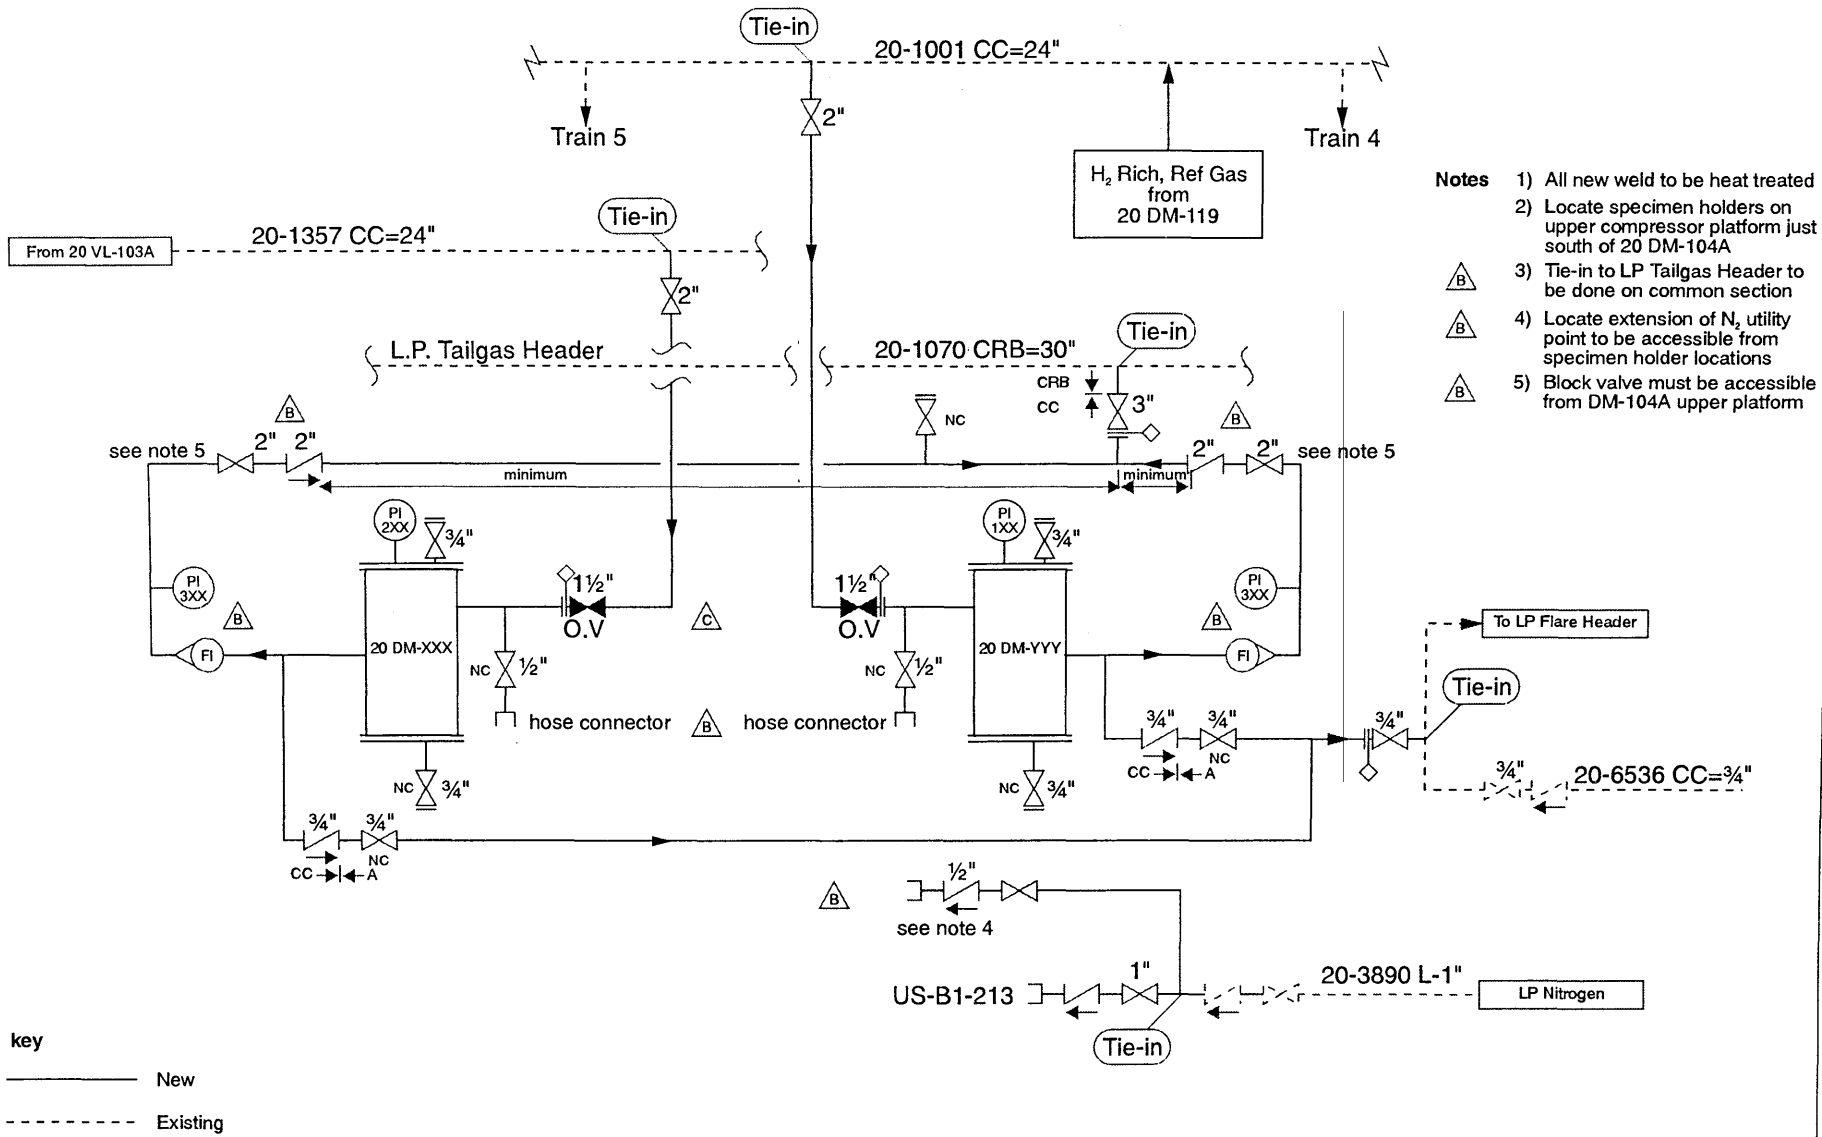 Tie-in
20-1001 CC=24"
2"
Train 5
Train 4
H₂ Rich, Ref Gas
from
20 DM-119
Notes
1) All new weld to be heat treated
2) Locate specimen holders on
upper compressor platform just
south of 20 DM-104A
B
3) Tie-in to LP Tailgas Header to
be done on common section
B
4) Locate extension of N₂ utility
point to be accessible from
specimen holder locations
B
5) Block valve must be accessible
from DM-104A upper platform
Tie-in
From 20 VL-103A
20-1357 CC=24"
2"
Tie-in
L.P. Tailgas Header
20-1070 CRB=30"
CRB
CC
3"
B
NC
B
see note 5
2"
2"
2"
2"
see note 5
minimum
minimum
PI
2XX
¾"
PI
1XX
¾"
PI
3XX
1½"
1½"
PI
3XX
B
O.V
C
O.V
B
To LP Flare Header
FI
20 DM-XXX
NC
½"
NC
½"
20 DM-YYY
FI
Tie-in
hose connector
B
hose connector
¾"
¾"
NC
CC
A
¾"
NC
¾"
NC
¾"
¾"
20-6536 CC=¾"
¾"
¾"
NC
CC
A
B
½"
see note 4
US-B1-213
1"
20-3890 L-1"
LP Nitrogen
Tie-in
key
New
Existing